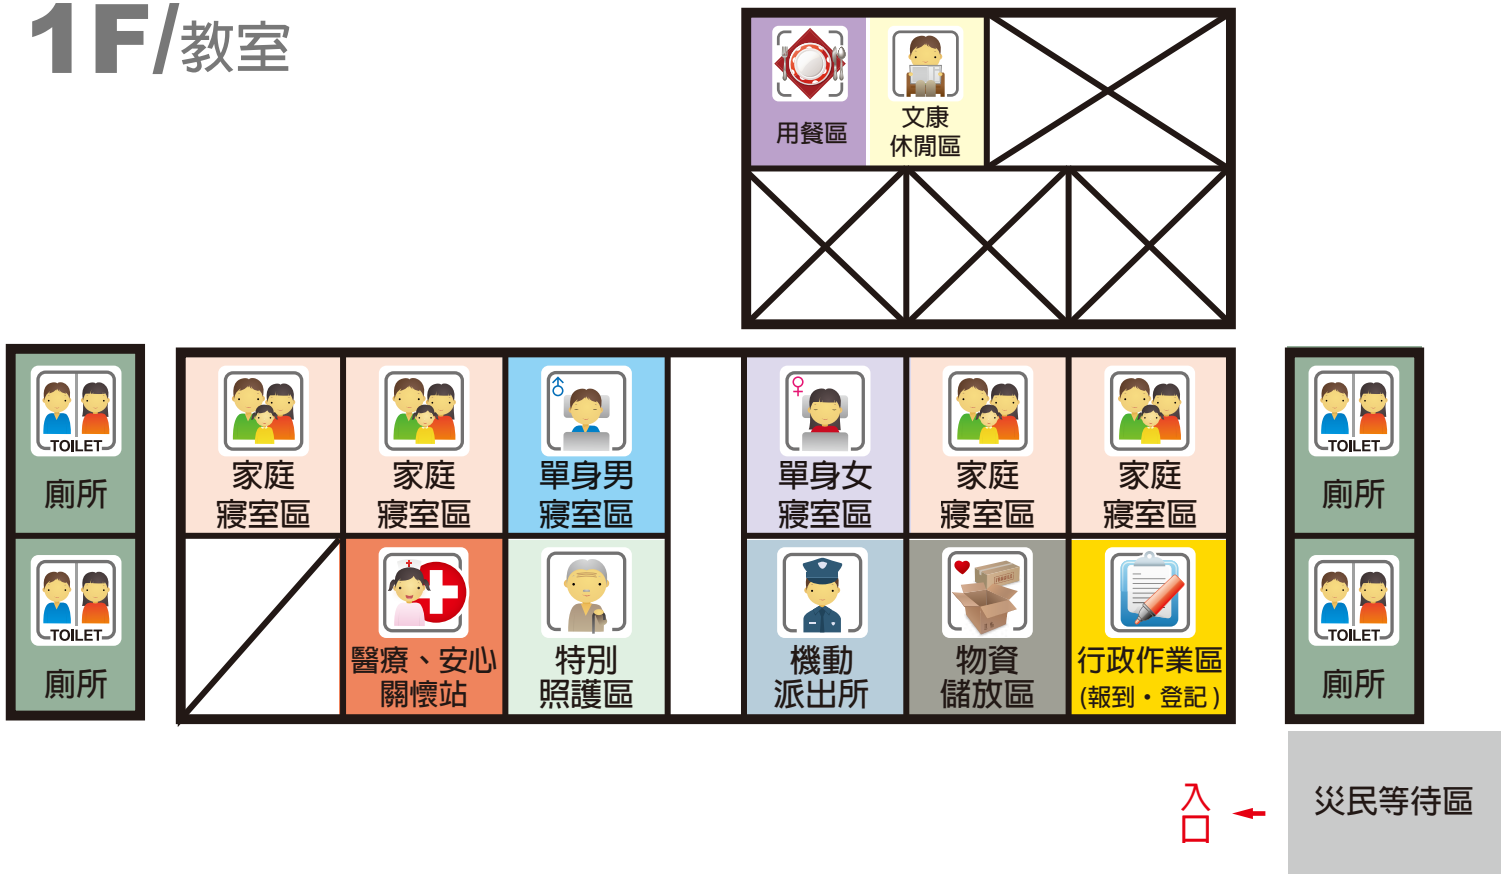 1F/教室
用餐區
文康
休閒區
TOILET
廁所
家庭
寢室區
家庭
寢室區
單身男
寢室區
單身女
寢室區
家庭
寢室區
家庭
寢室區
TOILET
廁所
TOILET
廁所
醫療、安心
關懷站
特別
照護區
機動
派出所
物資
儲放區
行政作業區
(報到・登記)
TOILET
廁所
入口
災民等待區